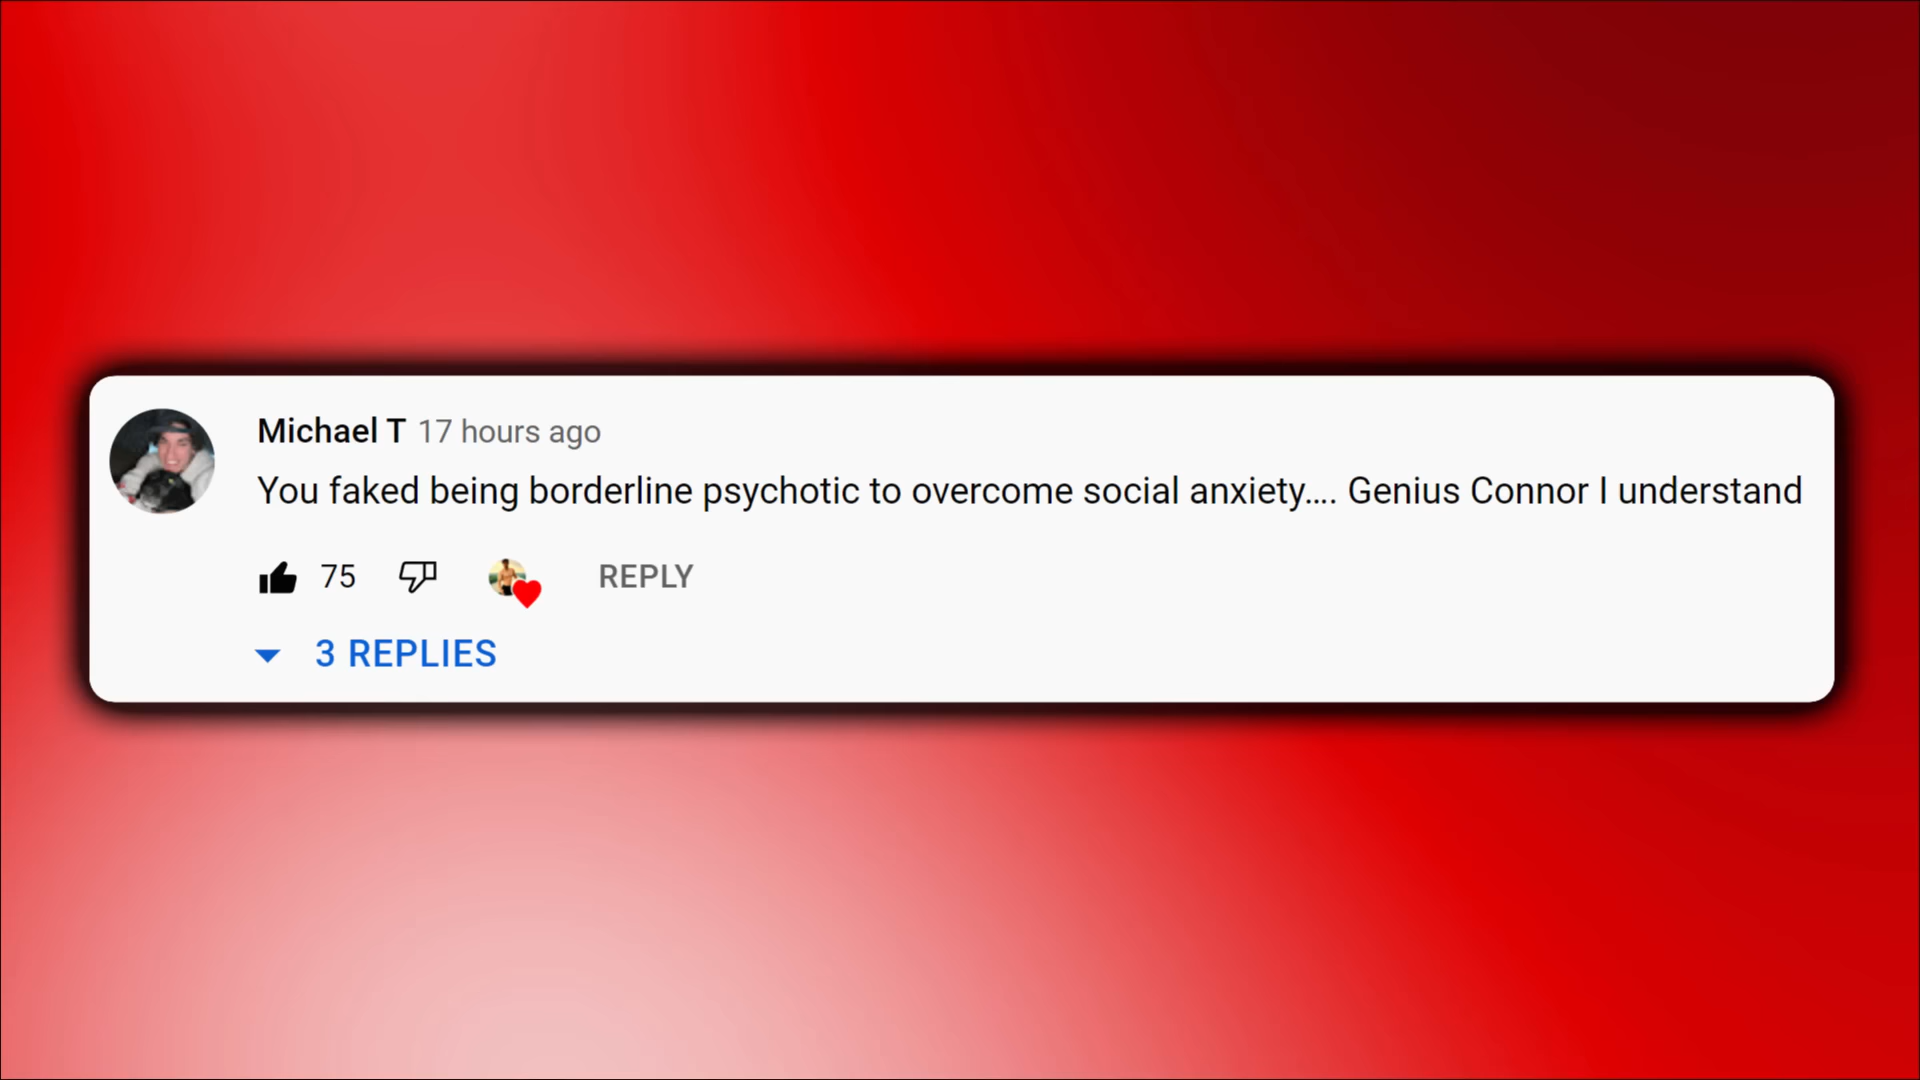 Michael T 17 hours ago
You faked being borderline psychotic to overcome social anxiety.... Genius Connor I understand
75 REPLY
3 REPLIES